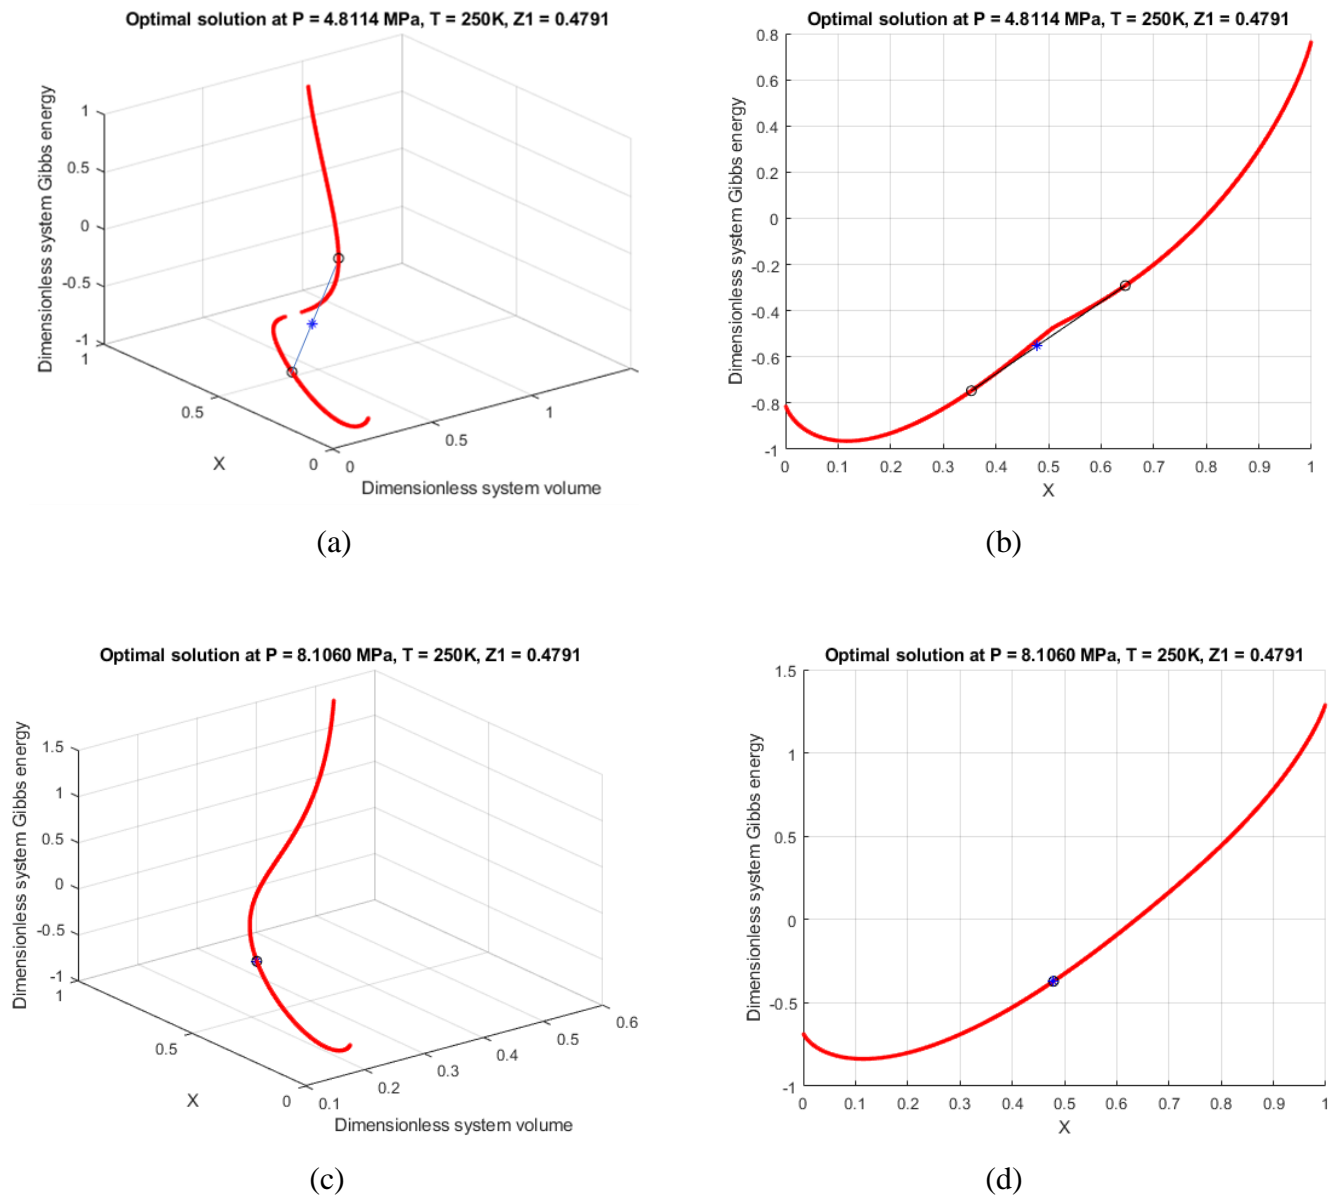 Optimal solution at P = 4.8114 MPa, T = 250K, Z1 = 0.4791
Dimensionless system Gibbs energy
1
0.5
0
-0.5
-1
1
0.5
0
X
0
0.5
1
Dimensionless system volume
(a)
Optimal solution at P = 4.8114 MPa, T = 250K, Z1 = 0.4791
Dimensionless system Gibbs energy
0.8
0.6
0.4
0.2
0
-0.2
-0.4
-0.6
-0.8
-1
0 0.1 0.2 0.3 0.4 0.5 0.6 0.7 0.8 0.9 1
X
(b)
Optimal solution at P = 8.1060 MPa, T = 250K, Z1 = 0.4791
Dimensionless system Gibbs energy
1.5
1
0.5
0
-0.5
-1
1
0.5
0
X
0.1
0.2
0.3
0.4
0.5
0.6
Dimensionless system volume
(c)
Optimal solution at P = 8.1060 MPa, T = 250K, Z1 = 0.4791
Dimensionless system Gibbs energy
1.5
1
0.5
0
-0.5
-1
0 0.1 0.2 0.3 0.4 0.5 0.6 0.7 0.8 0.9 1
X
(d)